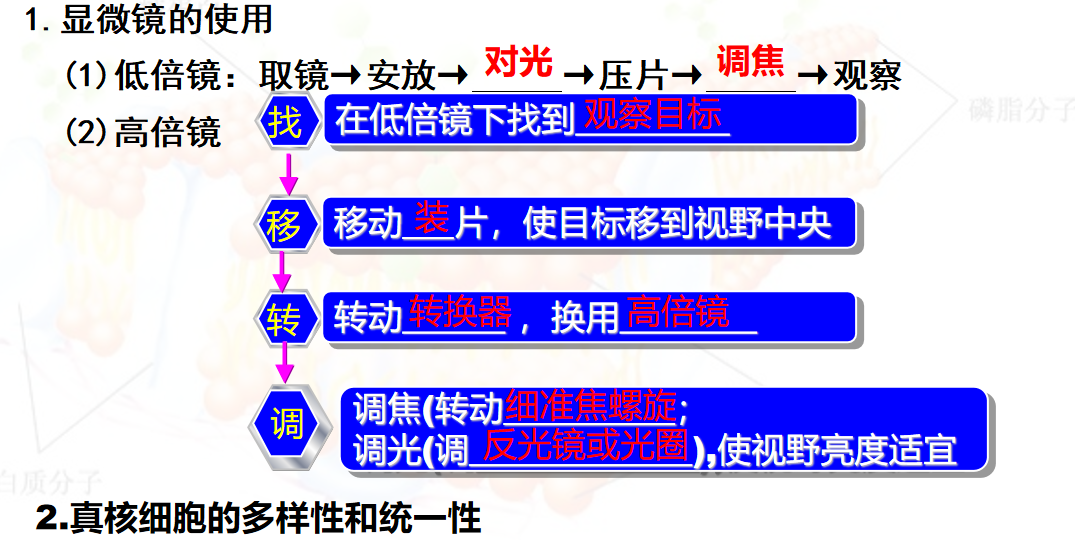 1.显微镜的使用
(1)低倍镜：取镜→安放→对光→压片→调焦→观察
(2)高倍镜
找 在低倍镜下找到观察目标
移 移动装片，使目标移到视野中央
转 转动转换器，换用高倍镜
调 调焦(转动细准焦螺旋；
调光(调反光镜或光圈),使视野亮度适宜
磷脂分子
白质分子
2.真核细胞的多样性和统一性